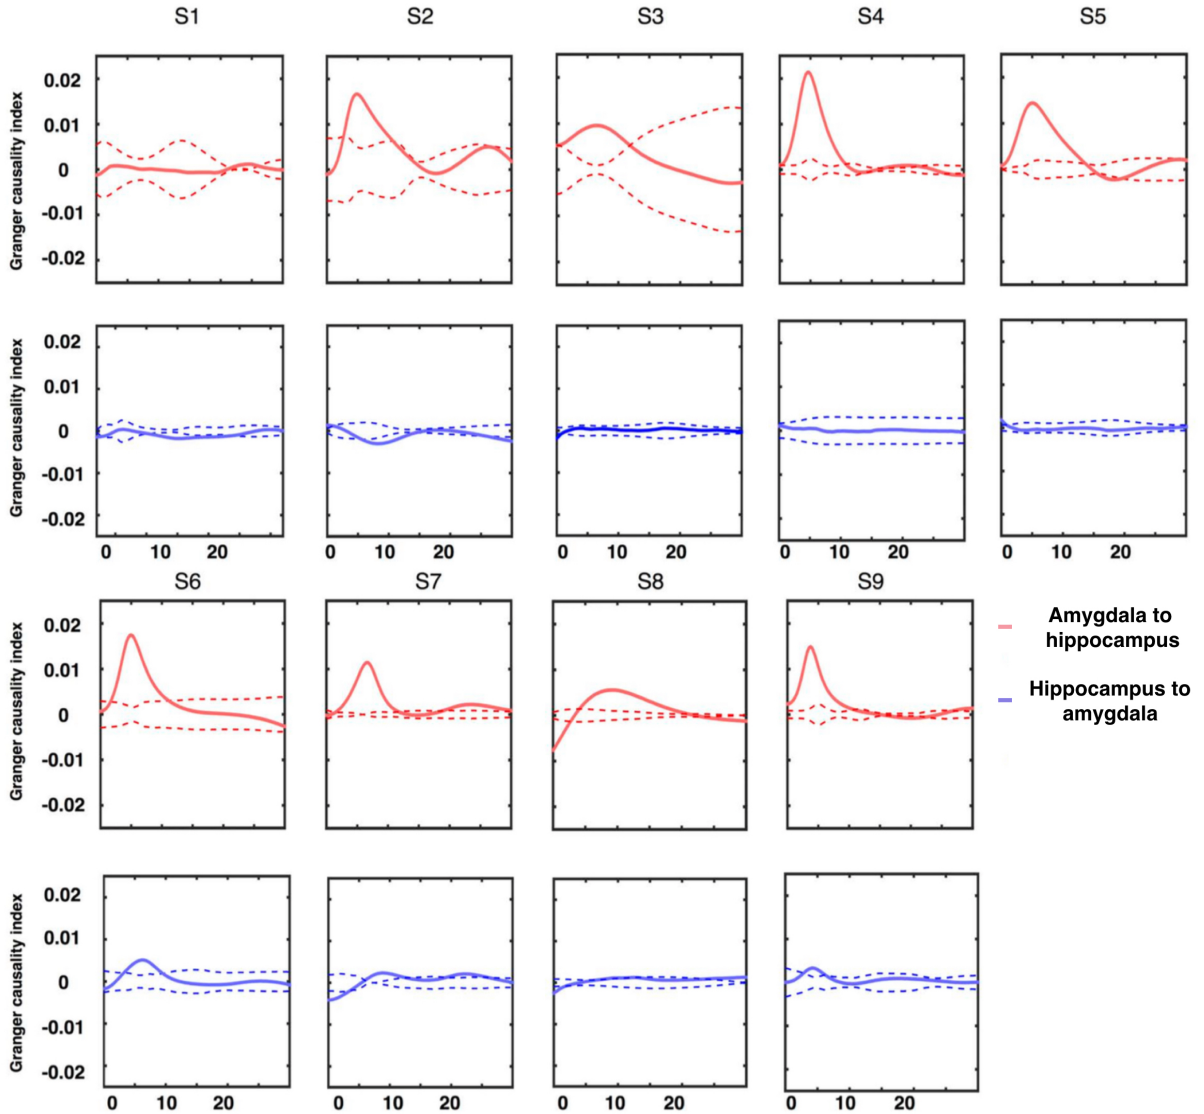 S1 S2 S3 S4 S5
Granger causality index
0.02
0.01
0
-0.01
-0.02
Granger causality index
0.02
0.01
0
-0.01
-0.02
0 10 20 0 10 20 0 10 20 0 10 20 0 10 20
S6 S7 S8 S9
Granger causality index
0.02
0.01
0
-0.01
-0.02
Amygdala to
hippocampus
Hippocampus to
amygdala
Granger causality index
0.02
0.01
0
-0.01
-0.02
0 10 20 0 10 20 0 10 20 0 10 20